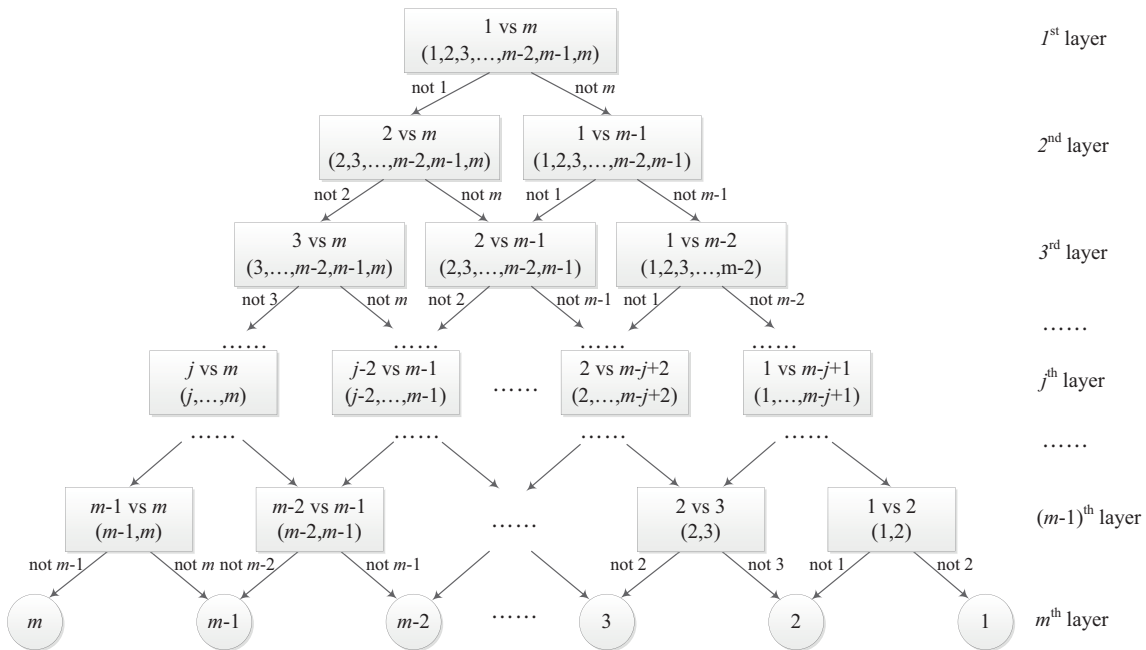 1 vs m
(1,2,3,…,m-2,m-1,m)
1st layer
not 1
not m
2 vs m
(2,3,…,m-2,m-1,m)
1 vs m-1
(1,2,3,…,m-2,m-1)
2nd layer
not 2
not m
not 1
not m-1
3 vs m
(3,…,m-2,m-1,m)
2 vs m-1
(2,3,…,m-2,m-1)
1 vs m-2
(1,2,3,…,m-2)
3rd layer
not 3
not m
not 2
not m-1
not 1
not m-2
……
……
……
……
……
j vs m
(j,…,m)
j-2 vs m-1
(j-2,…,m-1)
……
2 vs m-j+2
(2,…,m-j+2)
1 vs m-j+1
(1,…,m-j+1)
jth layer
……
……
……
……
……
m-1 vs m
(m-1,m)
m-2 vs m-1
(m-2,m-1)
……
2 vs 3
(2,3)
1 vs 2
(1,2)
(m-1)th layer
not m-1
not m
not m-2
not m-1
not 2
not 3
not 1
not 2
m
m-1
m-2
……
3
2
1
mth layer